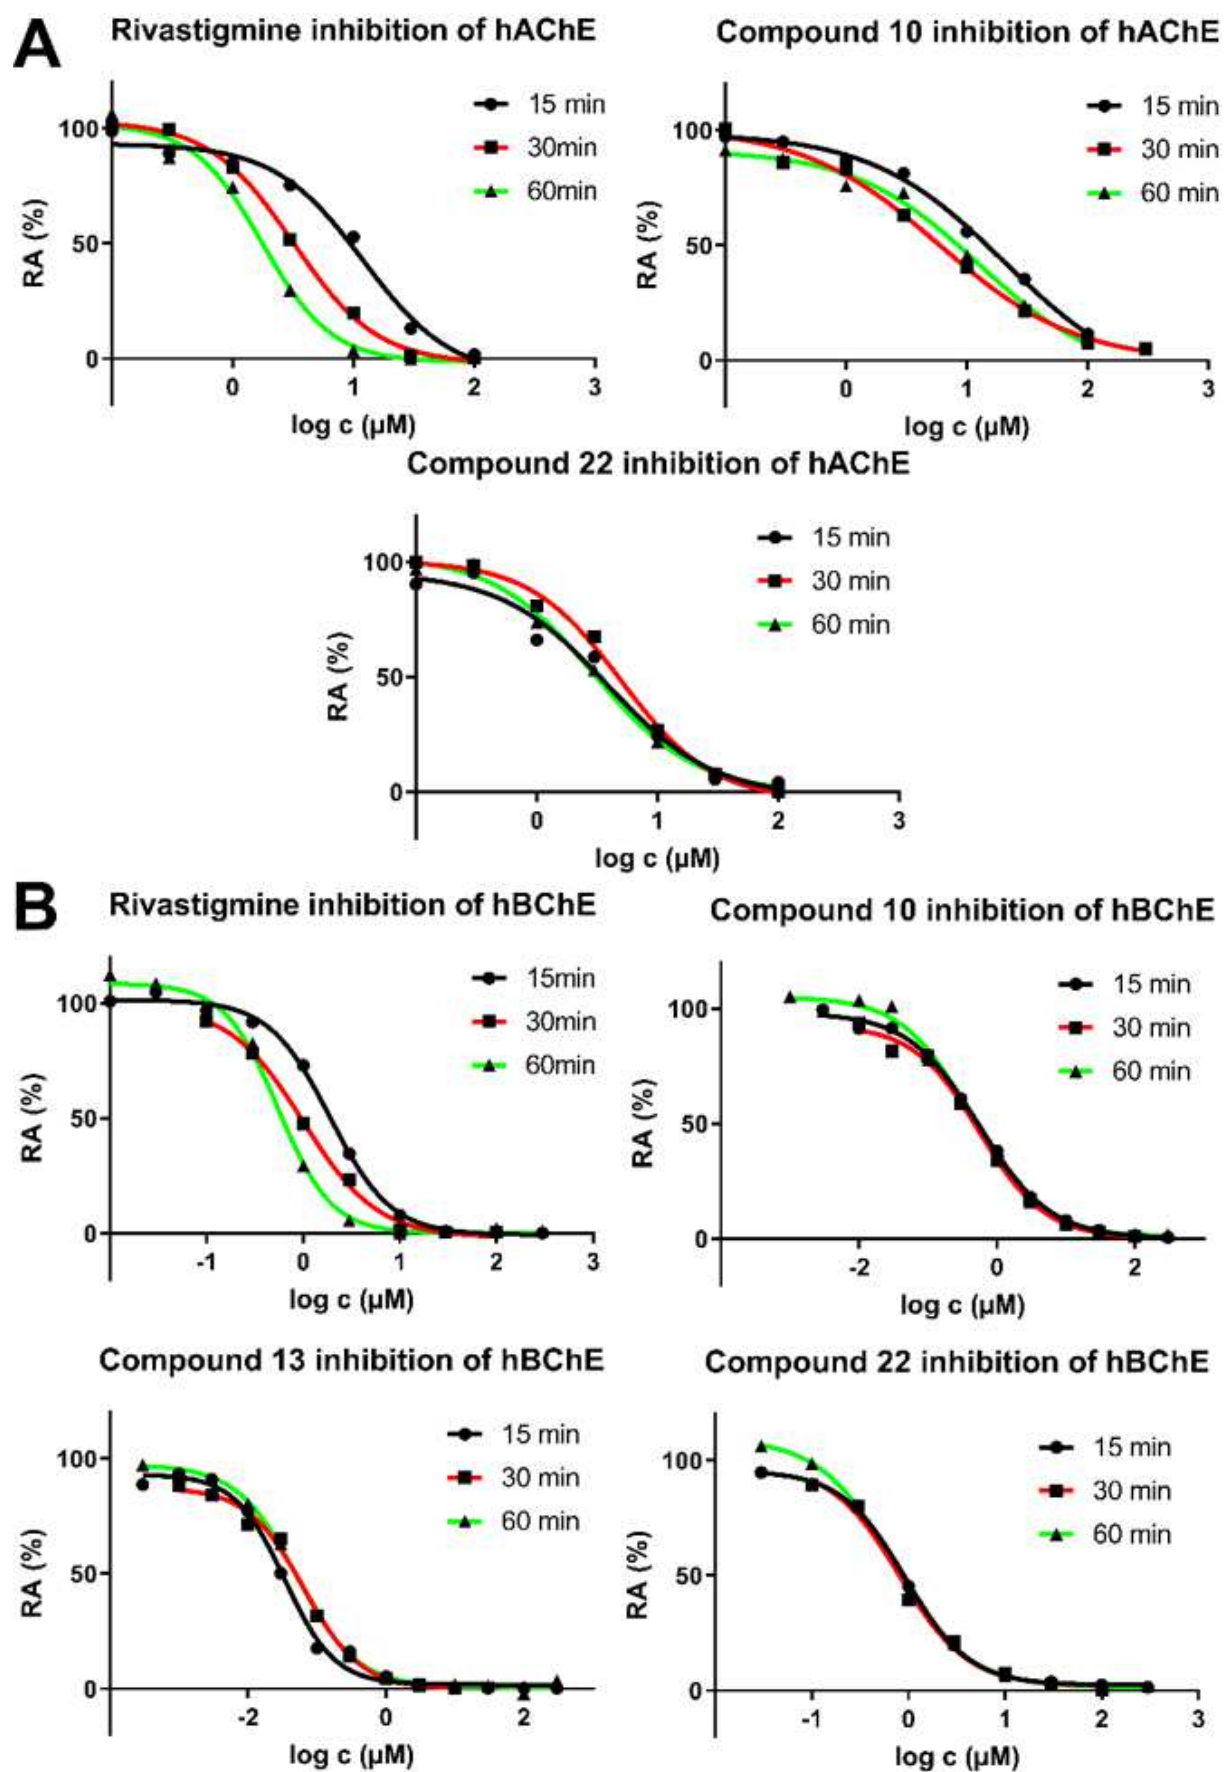 A
Rivastigmine inhibition of hAChE
15 min
30min
60min
100
50
0
RA (%)
0 1 2 3
log c (µM)
Compound 10 inhibition of hAChE
15 min
30 min
60 min
100
50
0
RA (%)
0 1 2 3
log c (µM)
Compound 22 inhibition of hAChE
15 min
30 min
60 min
100
50
0
RA (%)
0 1 2 3
log c (µM)
B
Rivastigmine inhibition of hBChE
15min
30min
60min
100
50
0
RA (%)
-1 0 1 2 3
log c (µM)
Compound 10 inhibition of hBChE
15 min
30 min
60 min
100
50
0
RA (%)
-2 0 2
log c (µM)
Compound 13 inhibition of hBChE
15 min
30 min
60 min
100
50
0
RA (%)
-2 0 2
log c (µM)
Compound 22 inhibition of hBChE
15 min
30 min
60 min
100
50
0
RA (%)
-1 0 1 2 3
log c (µM)